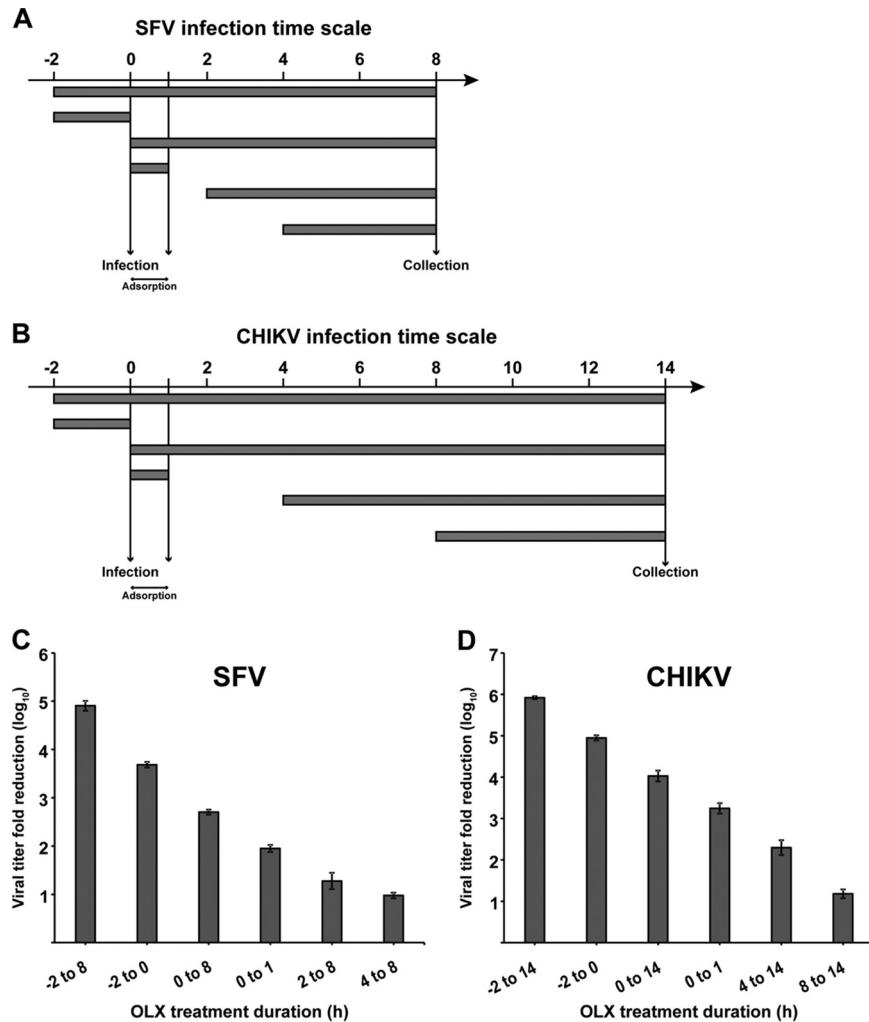 A
SFV infection time scale
-2 0 2 4 6 8
Infection
Adsorption
Collection
B
CHIKV infection time scale
-2 0 2 4 6 8 10 12 14
Infection
Adsorption
Collection
C
SFV
Viral titer fold reduction (log10)
6
5
4
3
2
1
-2 to 8
-2 to 0
0 to 8
0 to 1
2 to 8
4 to 8
OLX treatment duration (h)
D
CHIKV
Viral titer fold reduction (log10)
7
6
5
4
3
2
1
-2 to 14
-2 to 0
0 to 14
0 to 1
4 to 14
8 to 14
OLX treatment duration (h)